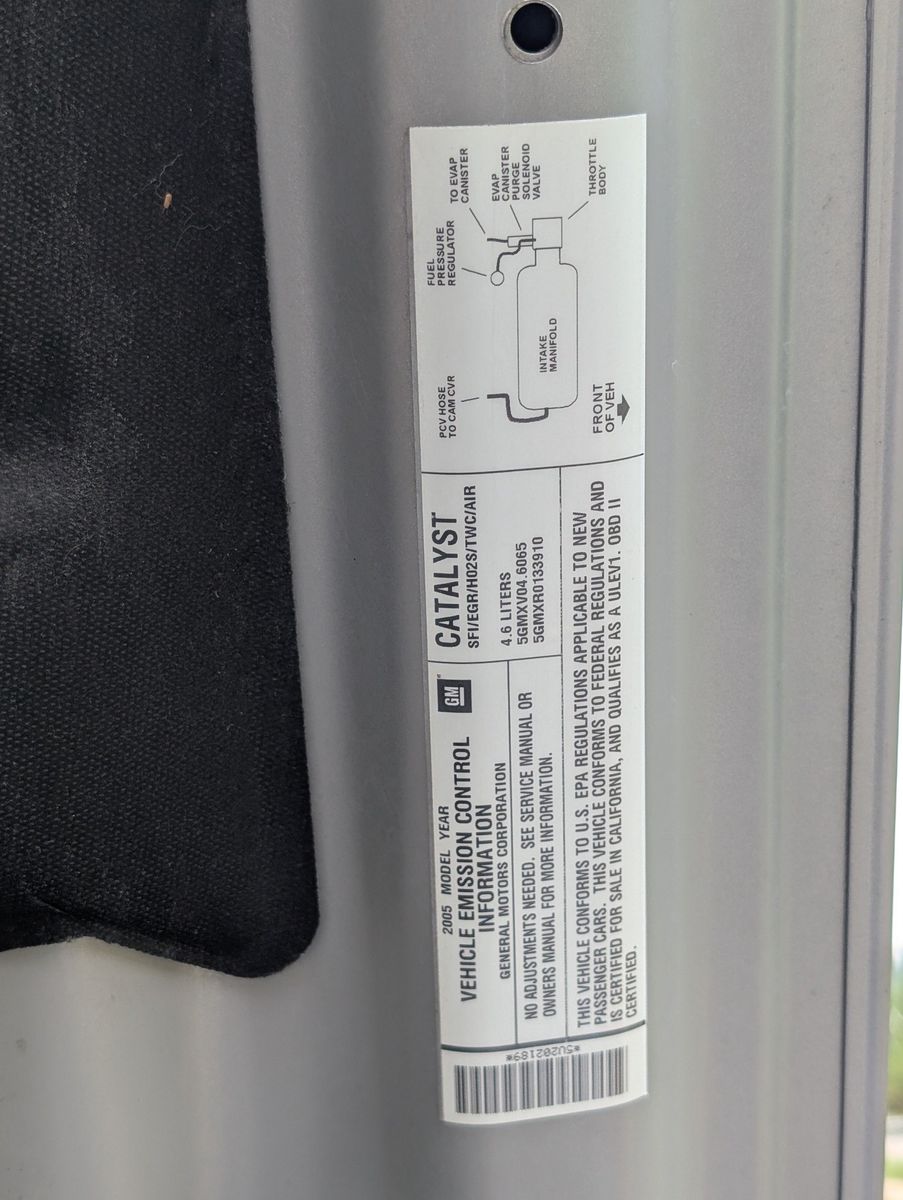 2005 MODEL YEAR
VEHICLE EMISSION CONTROL
INFORMATION
GENERAL MOTORS CORPORATION
GM
CATALYST
SFI/EGR/HO2S/TWC/AIR
4.6 LITERS
5GMXV04.6065
5GMXR0133910
NO ADJUSTMENTS NEEDED. SEE SERVICE MANUAL OR
OWNERS MANUAL FOR MORE INFORMATION.
THIS VEHICLE CONFORMS TO U.S. EPA REGULATIONS APPLICABLE TO NEW
PASSENGER CARS. THIS VEHICLE CONFORMS TO FEDERAL REGULATIONS AND
IS CERTIFIED FOR SALE IN CALIFORNIA, AND QUALIFIES AS A ULEV1. OBD II
CERTIFIED.
PCV HOSE
TO CAM CVR
FUEL
PRESSURE
REGULATOR
TO EVAP
CANISTER
EVAP
CANISTER
PURGE
SOLENOID
VALVE
THROTTLE
BODY
INTAKE
MANIFOLD
FRONT
OF VEH
*5U202189*